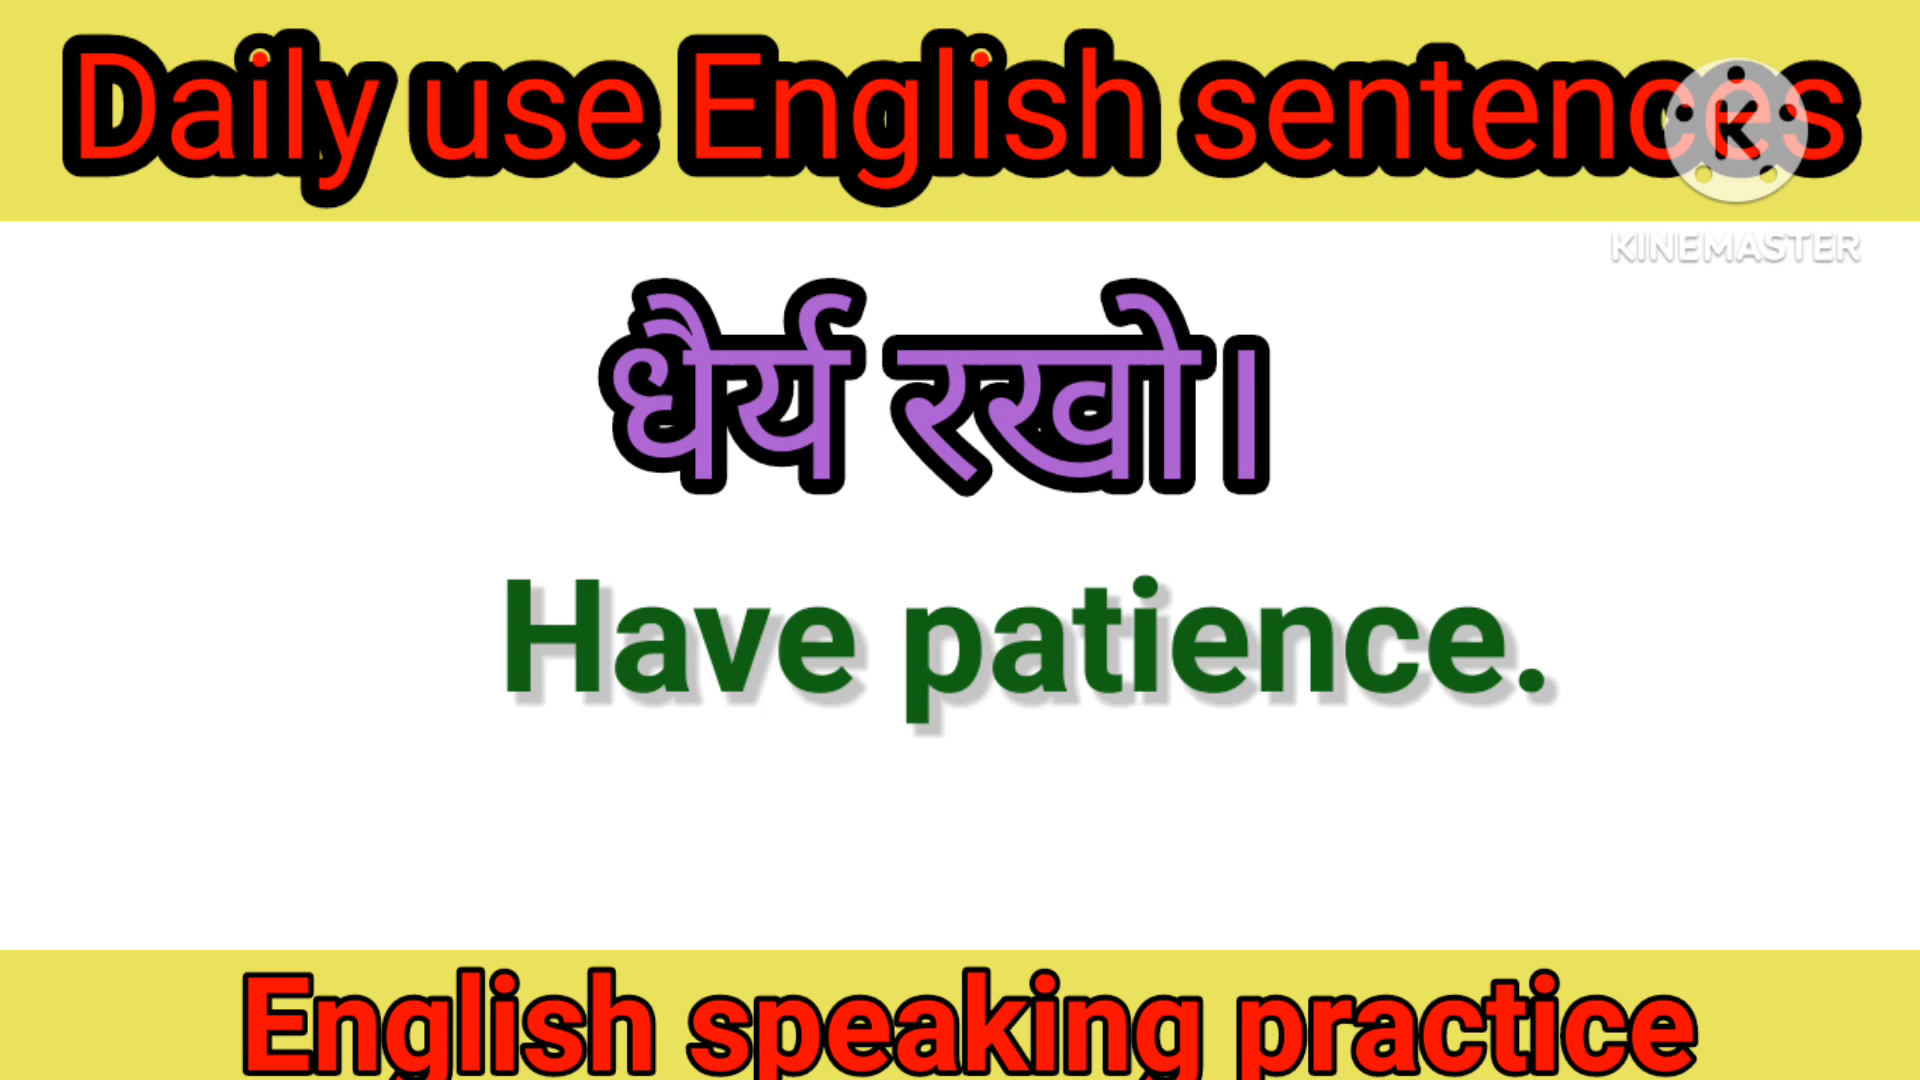 Daily use English sentences
KINEMASTER
धैर्य रखो।
Have patience.
English speaking practice